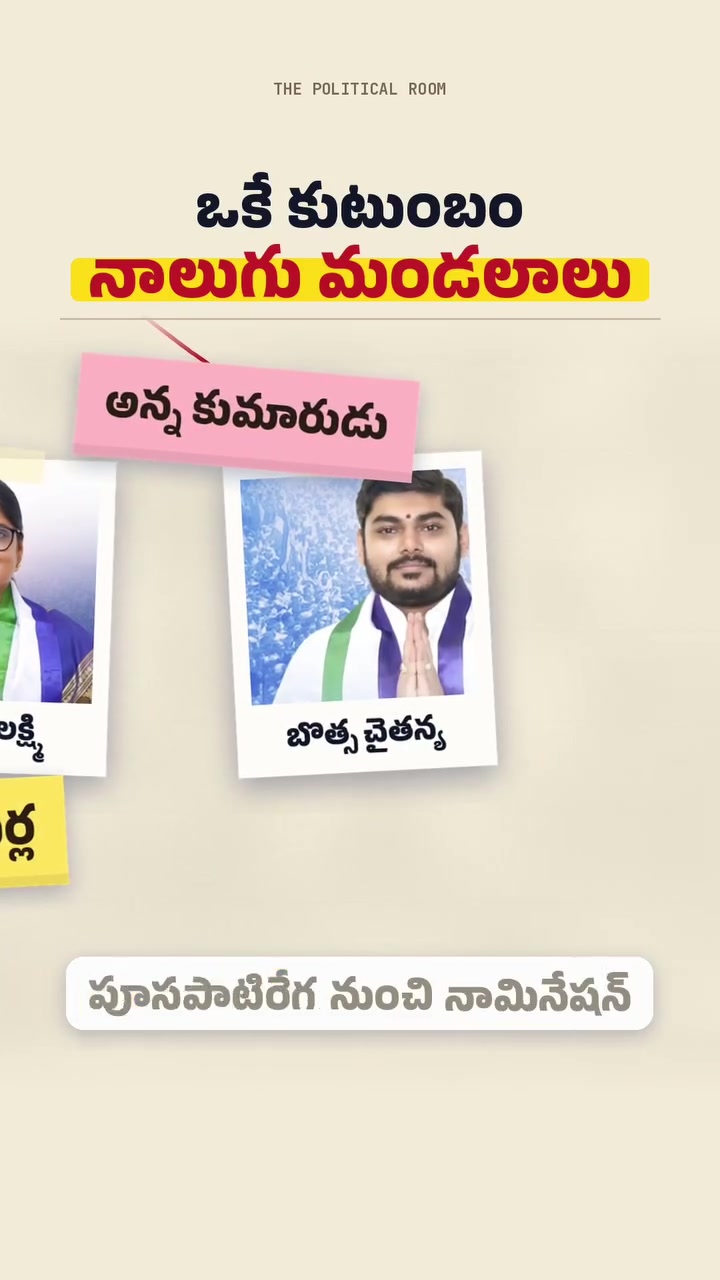 THE POLITICAL ROOM
ఒకే కుటుంబం
నాలుగు మండలాలు
అన్న కుమారుడు
బొత్స చైతన్య
పూసపాటిరేగ నుంచి నామినేషన్